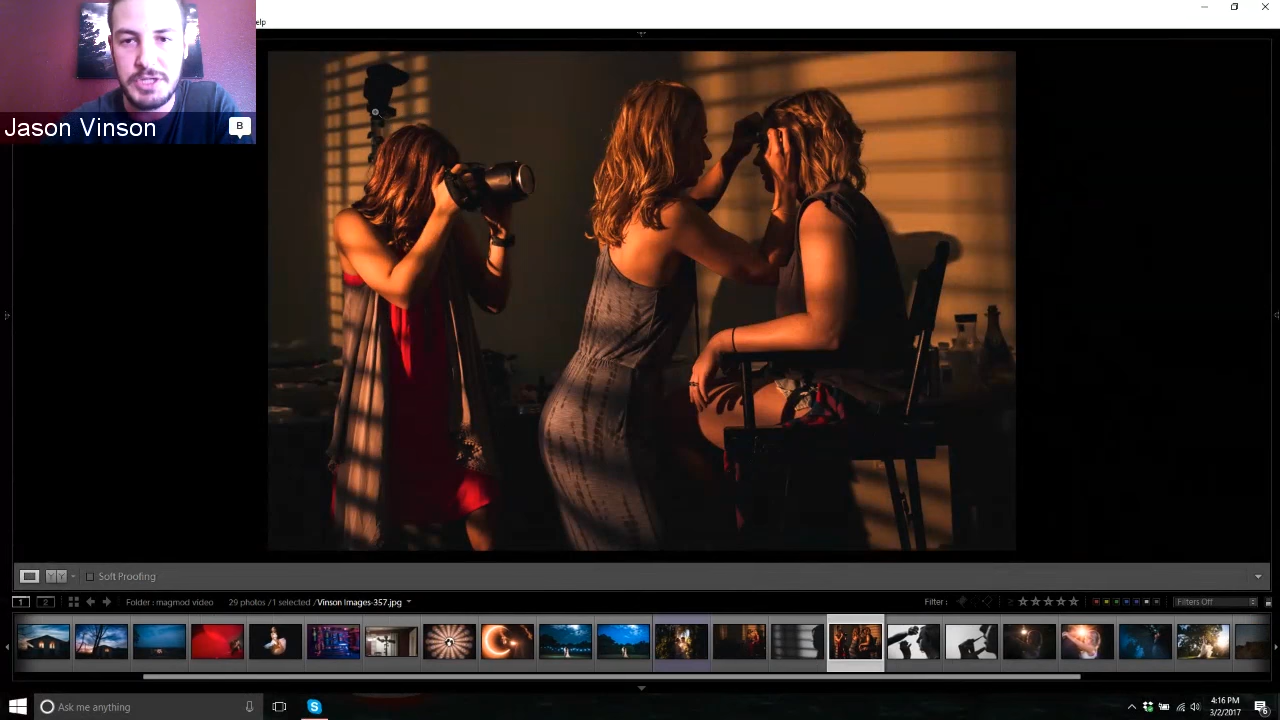 elp
Jason Vinson
B
Soft Proofing
1
2
Folder : magmod video
29 photos /1 selected /Vinson Images-357.jpg
Filter :
Filters Off
Ask me anything
4:16 PM
3/2/2017
6